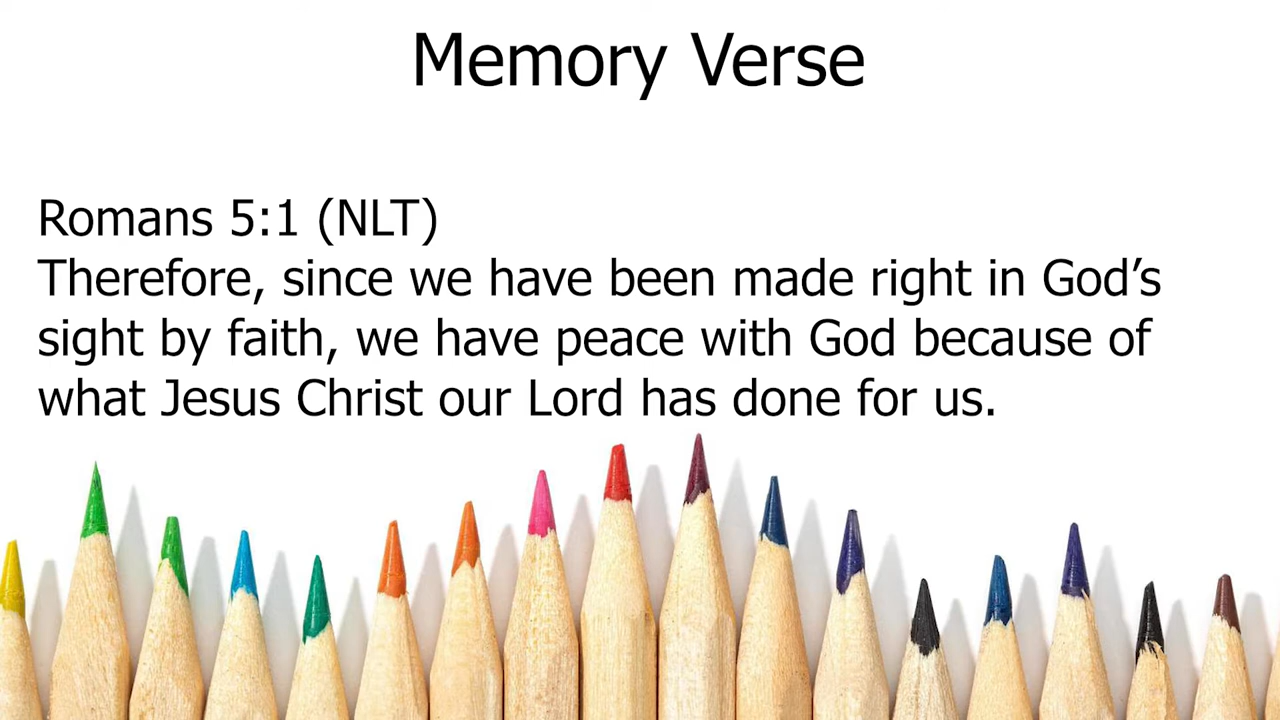 Memory Verse
Romans 5:1 (NLT)
Therefore, since we have been made right in God’s
sight by faith, we have peace with God because of
what Jesus Christ our Lord has done for us.